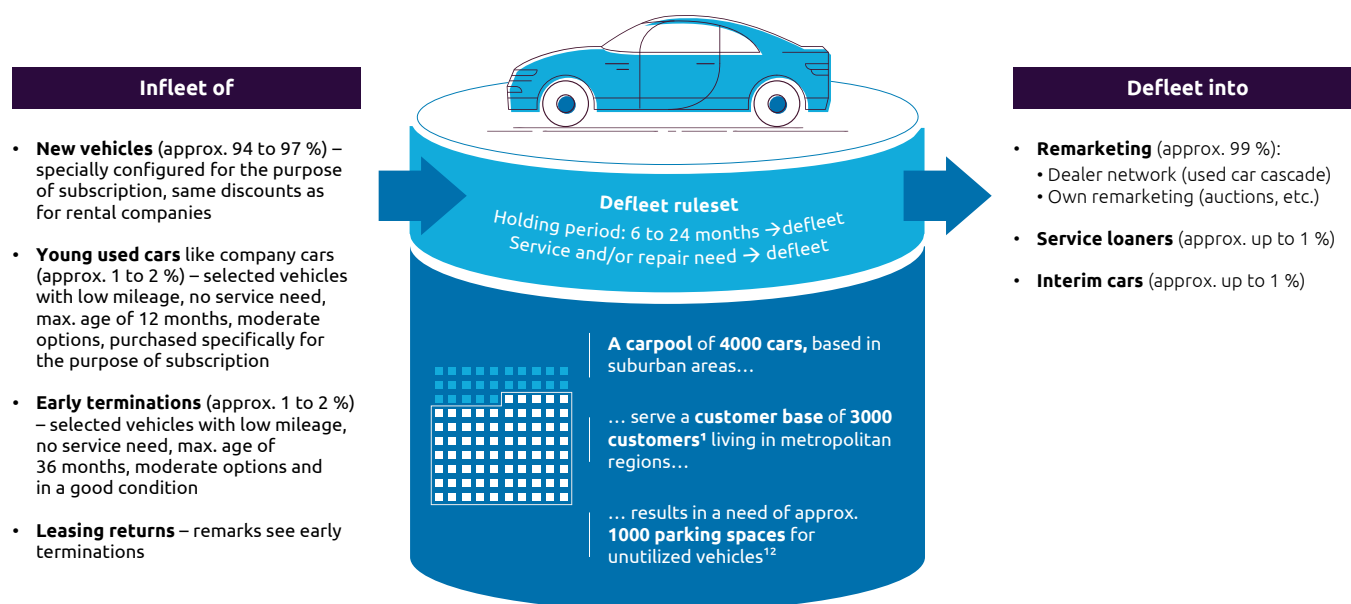 Infleet of
• New vehicles (approx. 94 to 97 %) –
specially configured for the purpose
of subscription, same discounts as
for rental companies
• Young used cars like company cars
(approx. 1 to 2 %) – selected vehicles
with low mileage, no service need,
max. age of 12 months, moderate
options, purchased specifically for
the purpose of subscription
• Early terminations (approx. 1 to 2 %)
– selected vehicles with low mileage,
no service need, max. age of
36 months, moderate options and
in a good condition
• Leasing returns – remarks see early
terminations
Defleet ruleset
Holding period: 6 to 24 months → defleet
Service and/or repair need → defleet
A carpool of 4000 cars, based in
suburban areas…
… serve a customer base of 3000
customers¹ living in metropolitan
regions…
… results in a need of approx.
1000 parking spaces for
unutilized vehicles¹²
Defleet into
• Remarketing (approx. 99 %):
• Dealer network (used car cascade)
• Own remarketing (auctions, etc.)
• Service loaners (approx. up to 1 %)
• Interim cars (approx. up to 1 %)